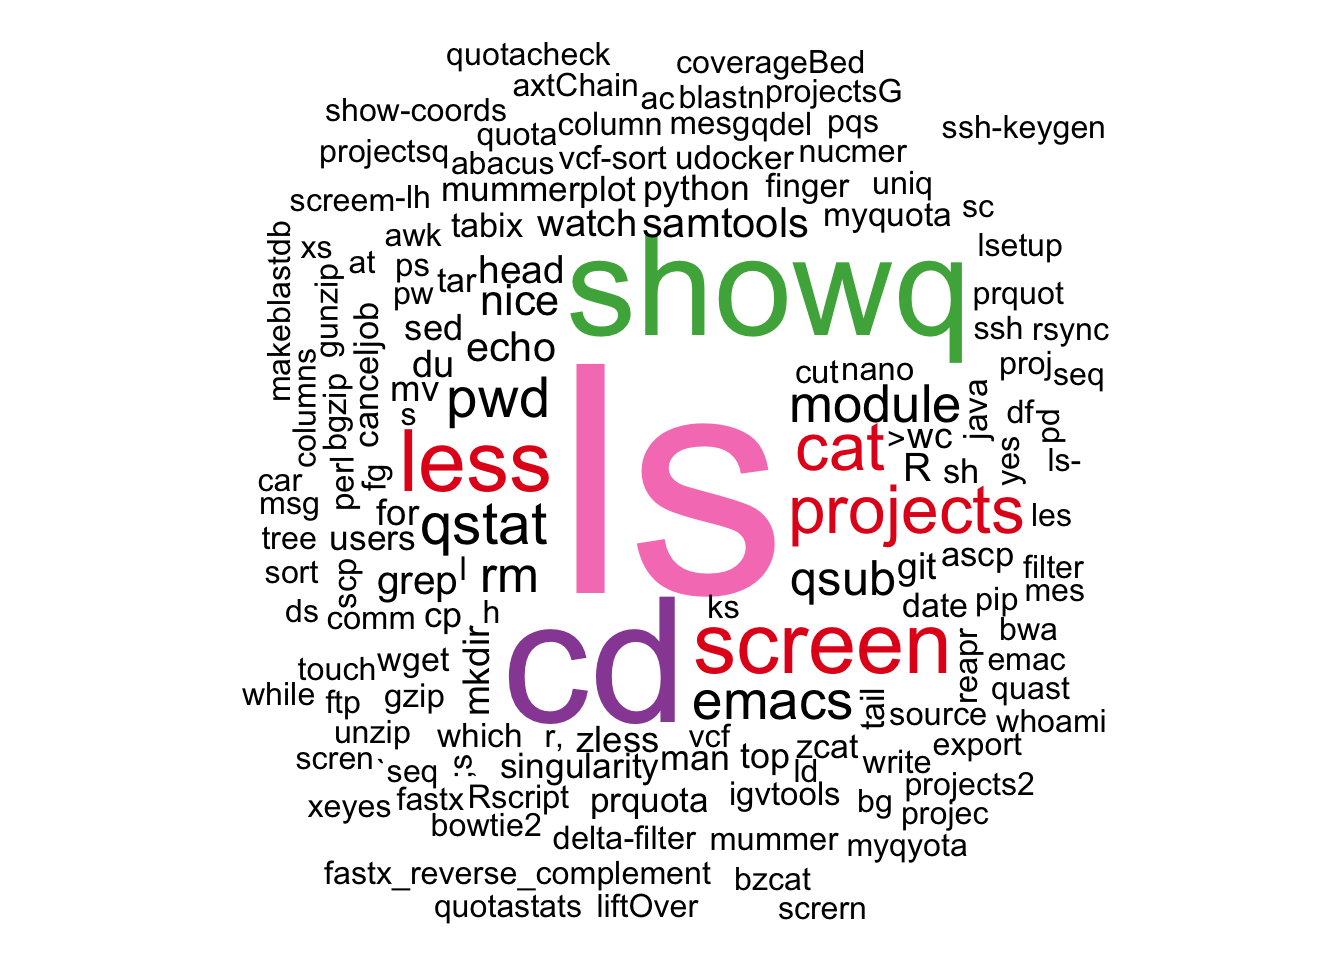 quotacheck
coverageBed
axtChain
ac
blastn
projectsG
show-coords
quota
column
mesg
qdel
pqs
ssh-keygen
projectsq
abacus
vcf-sort
udocker
nucmer
screem-lh
mummerplot
python
finger
uniq
makeblastdb
xs
awk
tabix
watch
samtools
myquota
sc
at
ps
tar
head
showq
lsetup
gunzip
pw
nice
prquot
columns
bgzip
canceljob
sed
echo
ssh
rsync
du
mv
pwd
ls
cut
nano
proj
seq
s
less
module
java
df
pd
cat
>
wc
yes
ls-
car
msg
perl
fg
R
sh
for
qstat
projects
les
tree
users
sort
scp
grep
l
rm
qsub
git
ascp
filter
ds
comm
cp
h
cd
ks
date
pip
mes
touch
wget
mkdir
screen
reapr
bwa
emac
while
ftp
gzip
emacs
tail
source
quast
whoami
unzip
which
r,
zless
vcf
man
top
zcat
write
export
scren
`
seq
;s
singularity
ld
projects2
xeyes
fastx
Rscript
prquota
igvtools
bg
projec
bowtie2
delta-filter
mummer
myqyota
fastx_reverse_complement
bzcat
quotastats
liftOver
scrern